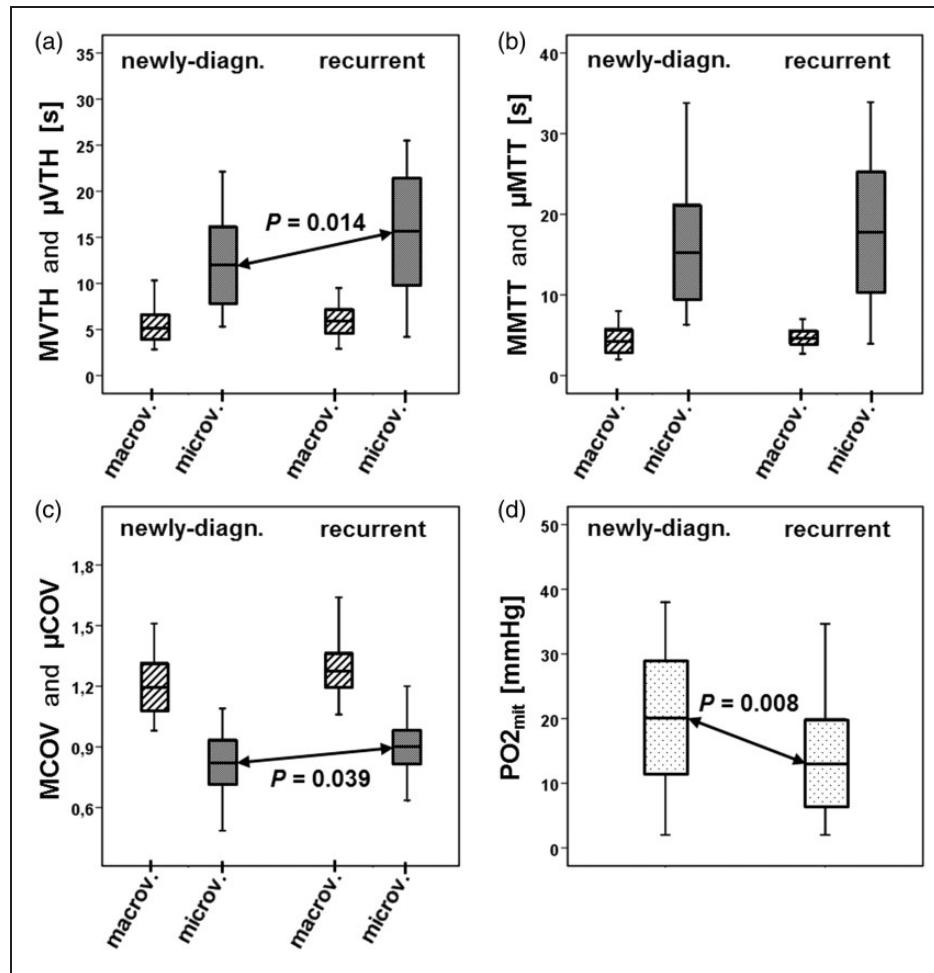 (a)
MVTH and µVTH [s]
newly-diagn. recurrent
35
30
25
20
15
10
5
0
P = 0.014
macrov. microv. macrov. microv.
(b)
MMTT and µMTT [s]
newly-diagn. recurrent
40
30
20
10
0
macrov. microv. macrov. microv.
(c)
MCOV and µCOV
newly-diagn. recurrent
1,8
1,5
1,2
0,9
0,6
P = 0.039
macrov. microv. macrov. microv.
(d)
PO2mit [mmHg]
newly-diagn. recurrent
50
40
30
20
10
0
P = 0.008